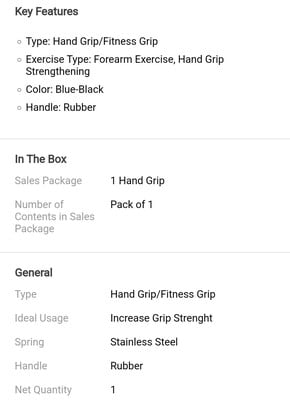 Key Features
Type: Hand Grip/Fitness Grip
Exercise Type: Forearm Exercise, Hand Grip
Strengthening
Color: Blue-Black
Handle: Rubber
In The Box
Sales Package 1 Hand Grip
Number of Pack of 1
Contents in Sales
Package
General
Type Hand Grip/Fitness Grip
Ideal Usage Increase Grip Strenght
Spring Stainless Steel
Handle Rubber
Net Quantity 1